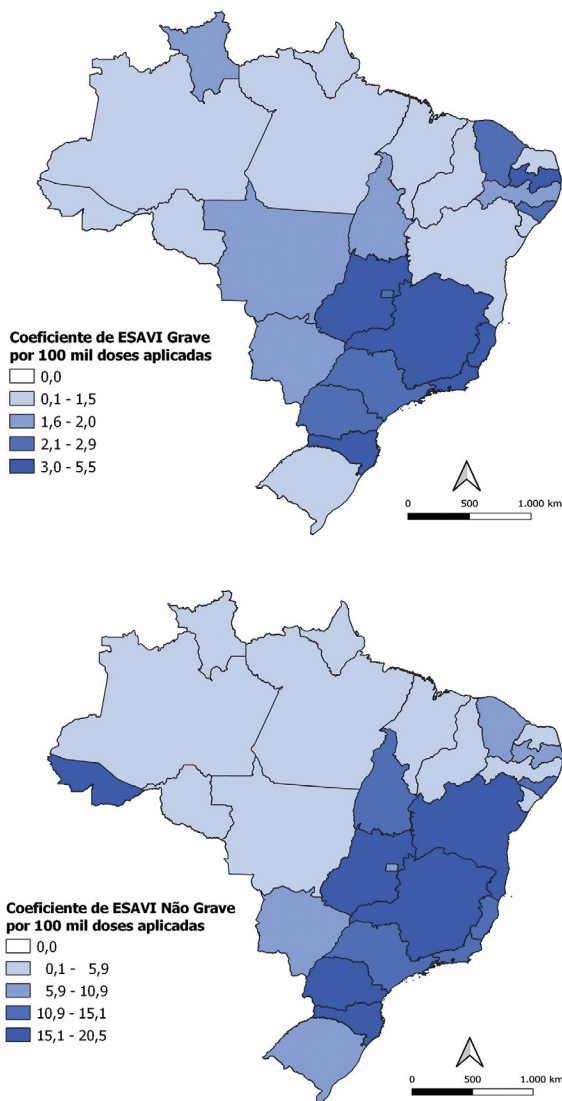 Coeficiente de ESAVI Grave
por 100 mil doses aplicadas
0,0
0,1 - 1,5
1,6 - 2,0
2,1 - 2,9
3,0 - 5,5
0 500 1.000 km
Coeficiente de ESAVI Não Grave
por 100 mil doses aplicadas
0,0
0,1 - 5,9
5,9 - 10,9
10,9 - 15,1
15,1 - 20,5
0 500 1.000 km